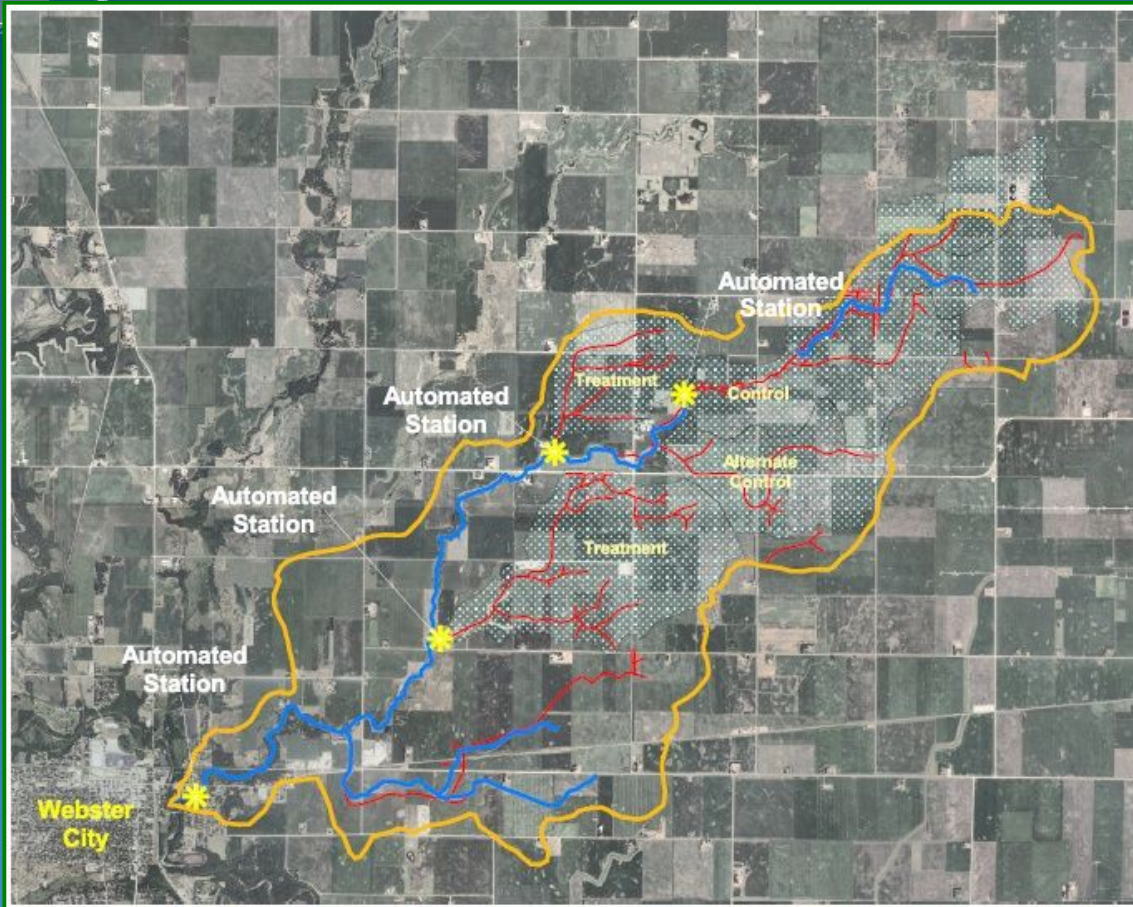 Automated
Station
Treatment
Control
Automated
Station
Alternate
Control
Automated
Station
Treatment
Automated
Station
Webster
City